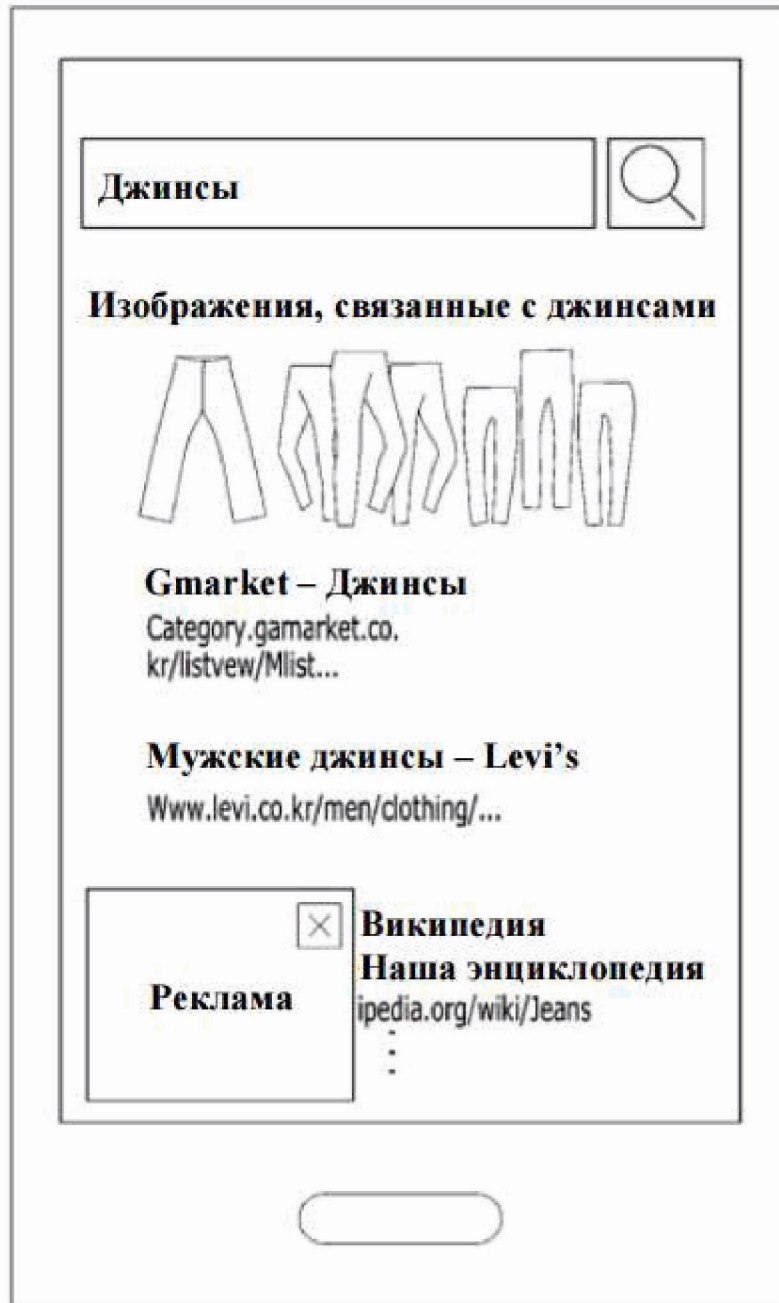 Джинсы
Изображения, связанные с джинсами
Gmarket – Джинсы
Category.gamarket.co.
kr/listvew/Mlist...
Мужские джинсы – Levi’s
Www.levi.co.kr/men/clothing/...
Реклама
Википедия
Наша энциклопедия
ipedia.org/wiki/Jeans